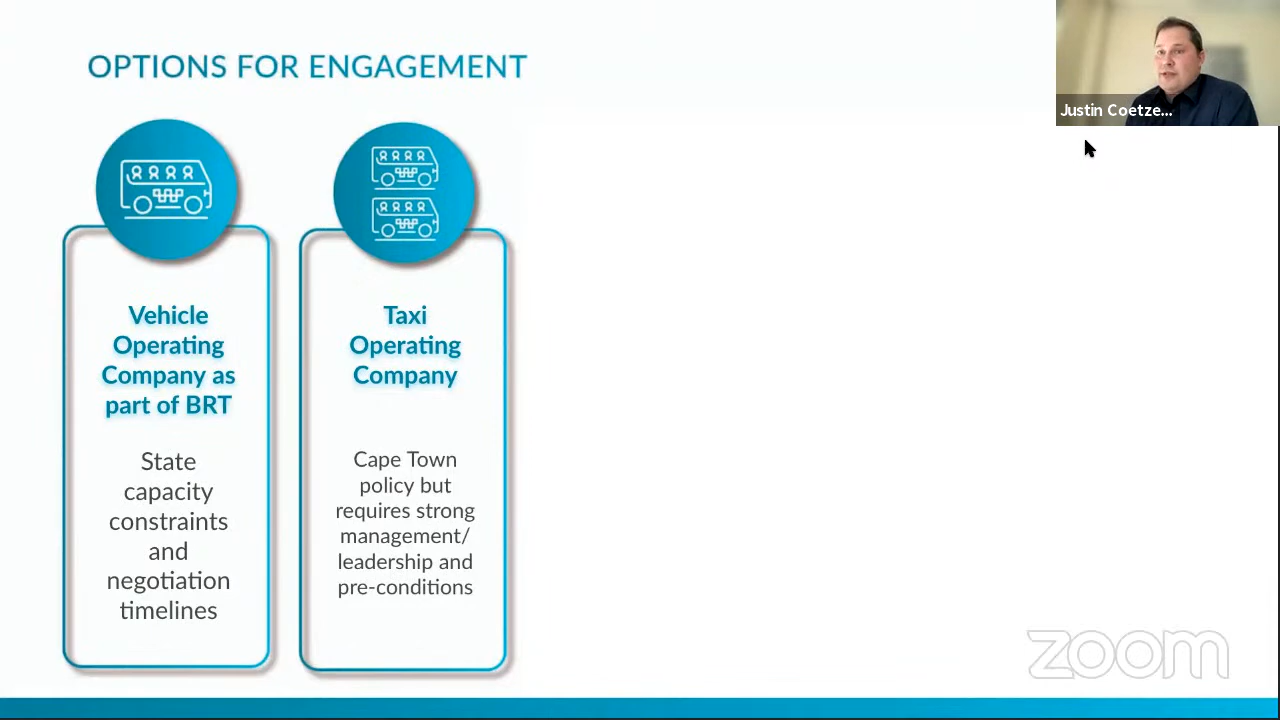 OPTIONS FOR ENGAGEMENT
Justin Coetze...
Vehicle
Operating
Company as
part of BRT
State
capacity
constraints
and
negotiation
timelines
Taxi
Operating
Company
Cape Town
policy but
requires strong
management/
leadership and
pre-conditions
zoom